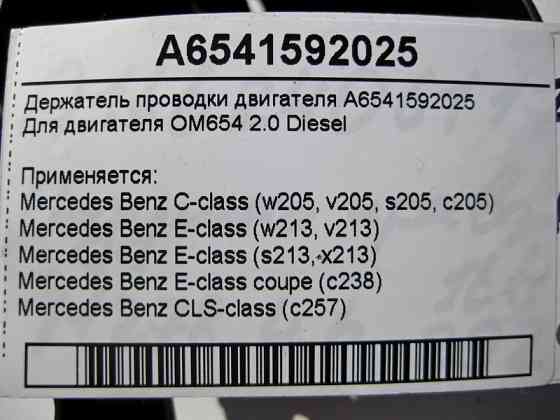 A6541592025
Держатель проводки двигателя A6541592025
Для двигателя OM654 2.0 Diesel
Применяется:
Mercedes Benz C-class (w205, v205, s205, c205)
Mercedes Benz E-class (w213, v213)
Mercedes Benz E-class (s213, x213)
Mercedes Benz E-class coupe (c238)
Mercedes Benz CLS-class (c257)